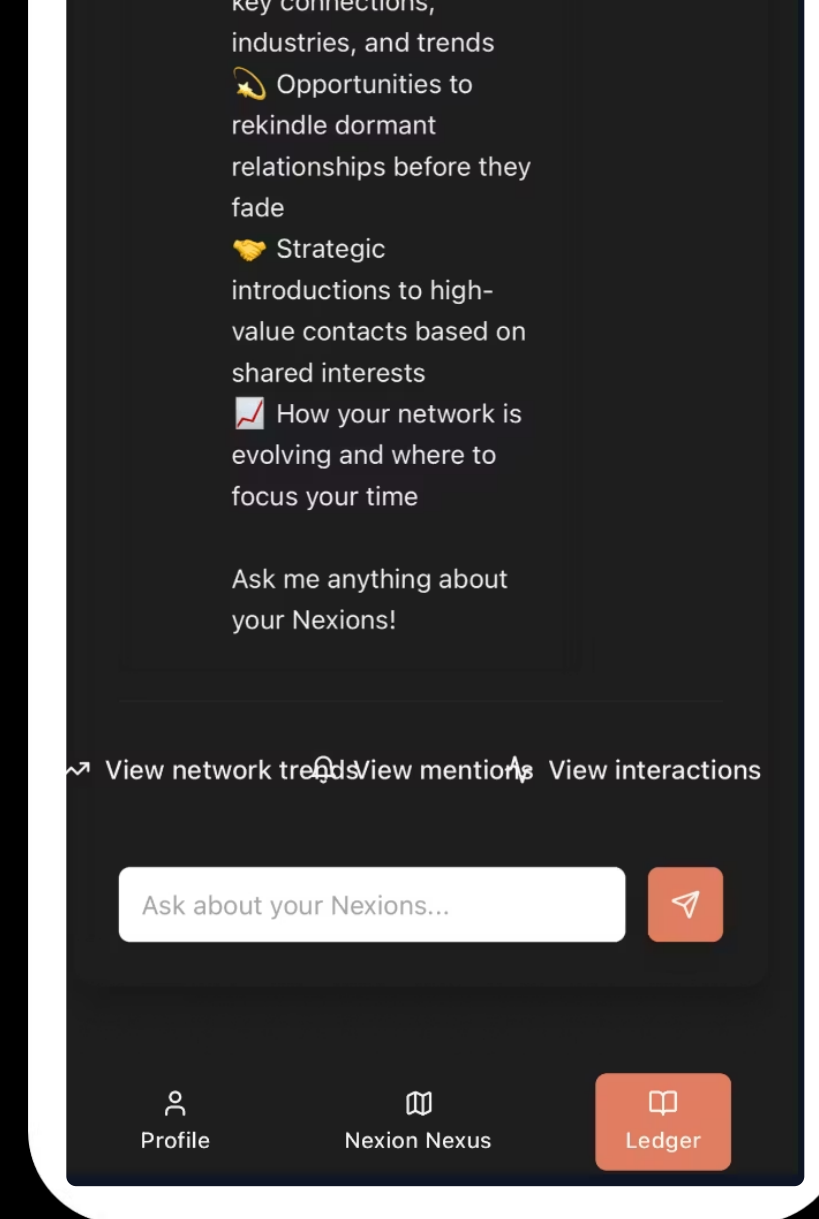 key connections,
industries, and trends
💫 Opportunities to
rekindle dormant
relationships before they
fade
🤝 Strategic
introductions to high-
value contacts based on
shared interests
📈 How your network is
evolving and where to
focus your time
Ask me anything about
your Nexions!
View network trends View mentions View interactions
Ask about your Nexions...
Profile Nexion Nexus Ledger